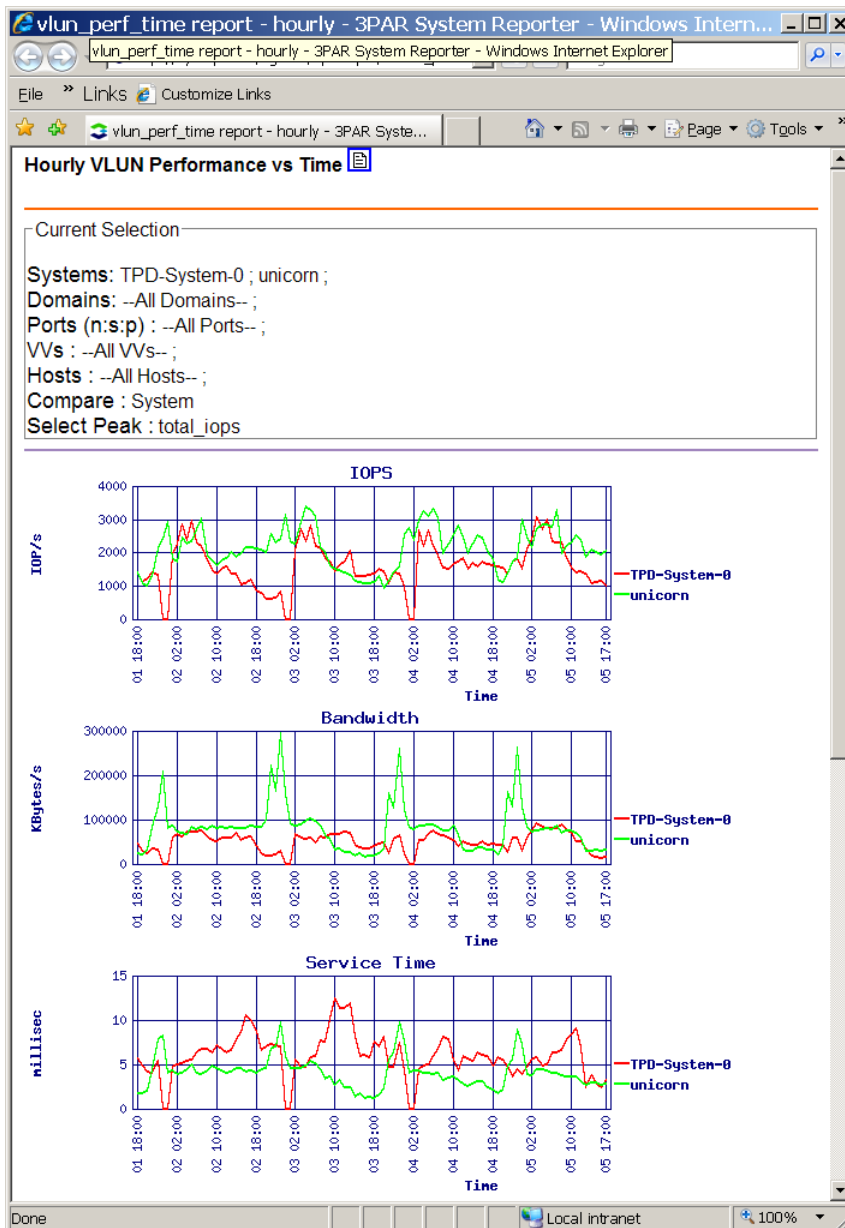 vlun_perf_time report - hourly - 3PAR System Reporter - Windows Intern...
vlun_perf_time report - hourly - 3PAR System Reporter - Windows Internet Explorer
File » Links Customize Links
vlun_perf_time report - hourly - 3PAR Syste... Page Tools »
Hourly VLUN Performance vs Time
Current Selection
Systems: TPD-System-0 ; unicorn ;
Domains: --All Domains-- ;
Ports (n:s:p) : --All Ports-- ;
VVs : --All VVs-- ;
Hosts : --All Hosts-- ;
Compare : System
Select Peak : total_iops
IOPS
IOP/s
4000
3000
2000
1000
0
TPD-System-0
unicorn
01 18:00 02 02:00 02 10:00 02 18:00 03 02:00 03 10:00 03 18:00 04 02:00 04 10:00 04 18:00 05 02:00 05 10:00 05 17:00
Time
Bandwidth
KBytes/s
300000
200000
100000
0
TPD-System-0
unicorn
01 18:00 02 02:00 02 10:00 02 18:00 03 02:00 03 10:00 03 18:00 04 02:00 04 10:00 04 18:00 05 02:00 05 10:00 05 17:00
Time
Service Time
millisec
15
10
5
0
TPD-System-0
unicorn
01 18:00 02 02:00 02 10:00 02 18:00 03 02:00 03 10:00 03 18:00 04 02:00 04 10:00 04 18:00 05 02:00 05 10:00 05 17:00
Time
Done Local intranet 100%